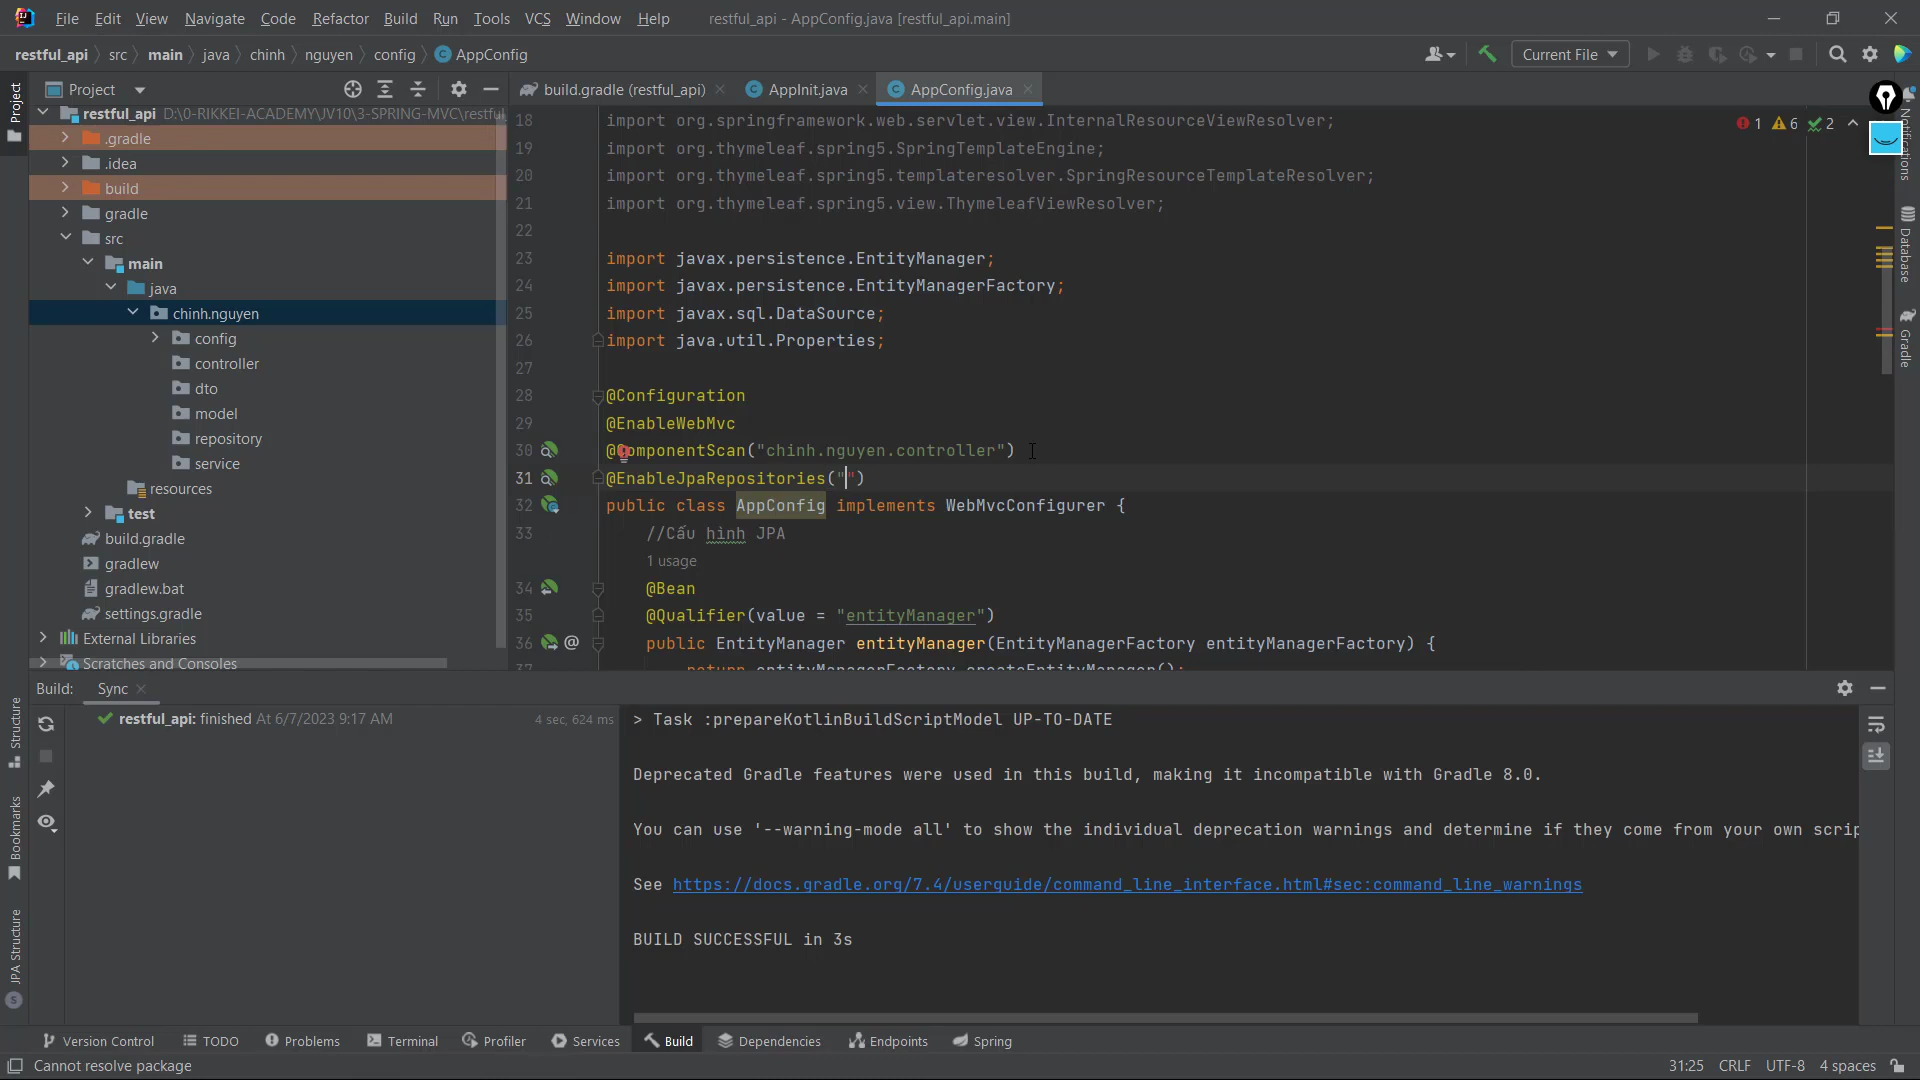 File Edit View Navigate Code Refactor Build Run Tools VCS Window Help restful_api - AppConfig.java [restful_api.main]
restful_api src main java chinh nguyen config AppConfig
Current File
Project
Project
build.gradle (restful_api)
AppInit.java
AppConfig.java
restful_api D:\0-RIKKEI-ACADEMY\JV10\3-SPRING-MVC\restful
.gradle
.idea
build
gradle
src
main
java
chinh.nguyen
config
controller
dto
model
repository
service
resources
test
build.gradle
gradlew
gradlew.bat
settings.gradle
External Libraries
Scratches and Consoles
1 6 2
18 import org.springframework.web.servlet.view.InternalResourceViewResolver;
19 import org.thymeleaf.spring5.SpringTemplateEngine;
20 import org.thymeleaf.spring5.templateresolver.SpringResourceTemplateResolver;
21 import org.thymeleaf.spring5.view.ThymeleafViewResolver;
22
23 import javax.persistence.EntityManager;
24 import javax.persistence.EntityManagerFactory;
25 import javax.sql.DataSource;
26 import java.util.Properties;
27
28 @Configuration
29 @EnableWebMvc
30 @ComponentScan("chinh.nguyen.controller")
31 @EnableJpaRepositories("")
32 public class AppConfig implements WebMvcConfigurer {
33 //Cấu hình JPA
1 usage
34 @Bean
35 @Qualifier(value = "entityManager")
36 public EntityManager entityManager(EntityManagerFactory entityManagerFactory) {
37 return entityManagerFactory.createEntityManager();
Notifications
Database
Gradle
Structure
Bookmarks
JPA Structure
Build: Sync
restful_api: finished At 6/7/2023 9:17 AM 4 sec, 624 ms
> Task :prepareKotlinBuildScriptModel UP-TO-DATE
Deprecated Gradle features were used in this build, making it incompatible with Gradle 8.0.
You can use '--warning-mode all' to show the individual deprecation warnings and determine if they come from your own scrip
See https://docs.gradle.org/7.4/userguide/command_line_interface.html#sec:command_line_warnings
BUILD SUCCESSFUL in 3s
Version Control TODO Problems Terminal Profiler Services Build Dependencies Endpoints Spring
Cannot resolve package 31:25 CRLF UTF-8 4 spaces